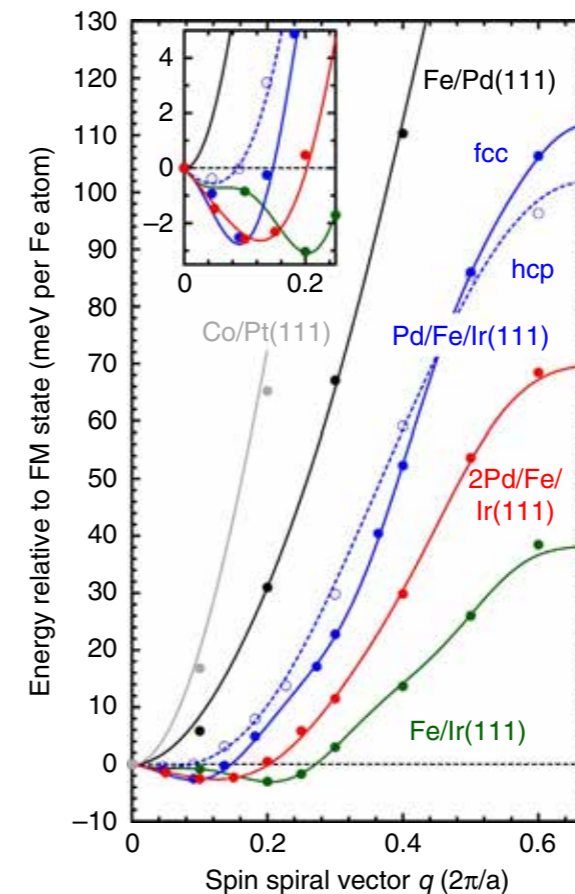 130
120
110
100
90
80
70
60
50
40
30
20
10
0
−10
Energy relative to FM state (meV per Fe atom)
4
2
0
−2
0
0.2
Fe/Pd(111)
fcc
hcp
Co/Pt(111)
Pd/Fe/Ir(111)
2Pd/Fe/
Ir(111)
Fe/Ir(111)
0
0.2
0.4
0.6
Spin spiral vector q (2π/a)